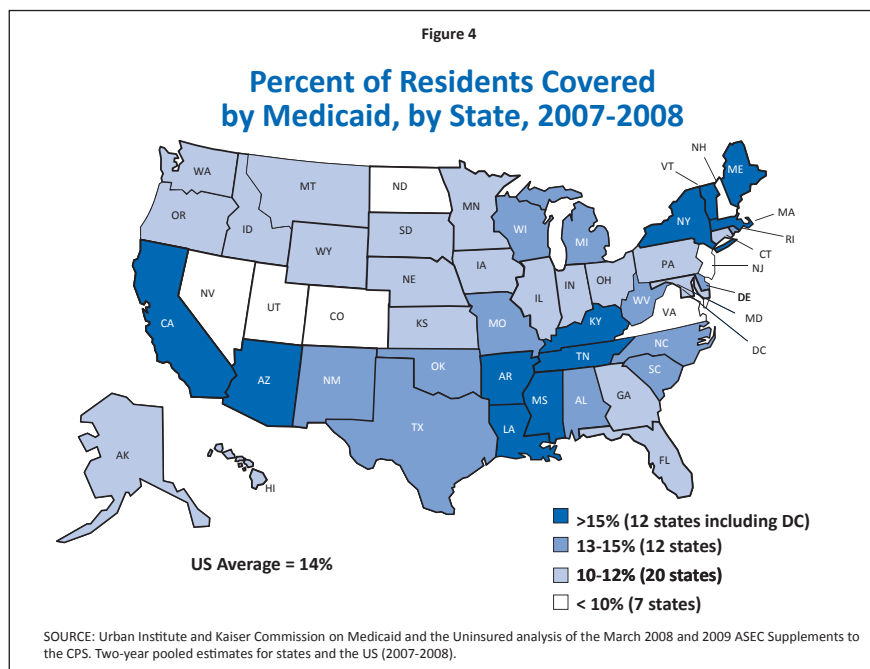 Figure 4
Percent of Residents Covered
by Medicaid, by State, 2007-2008
NH
VT
ME
WA
MT
ND
MN
OR
ID
WY
SD
WI
MI
NY
MA
RI
CT
NJ
NE
IA
IL
IN
OH
PA
DE
MD
DC
NV
UT
CO
KS
MO
KY
WV
VA
CA
AZ
NM
OK
AR
TN
NC
SC
TX
LA
MS
AL
GA
FL
AK
HI
US Average = 14%
>15% (12 states including DC)
13-15% (12 states)
10-12% (20 states)
< 10% (7 states)
SOURCE: Urban Institute and Kaiser Commission on Medicaid and the Uninsured analysis of the March 2008 and 2009 ASEC Supplements to
the CPS. Two-year pooled estimates for states and the US (2007-2008).